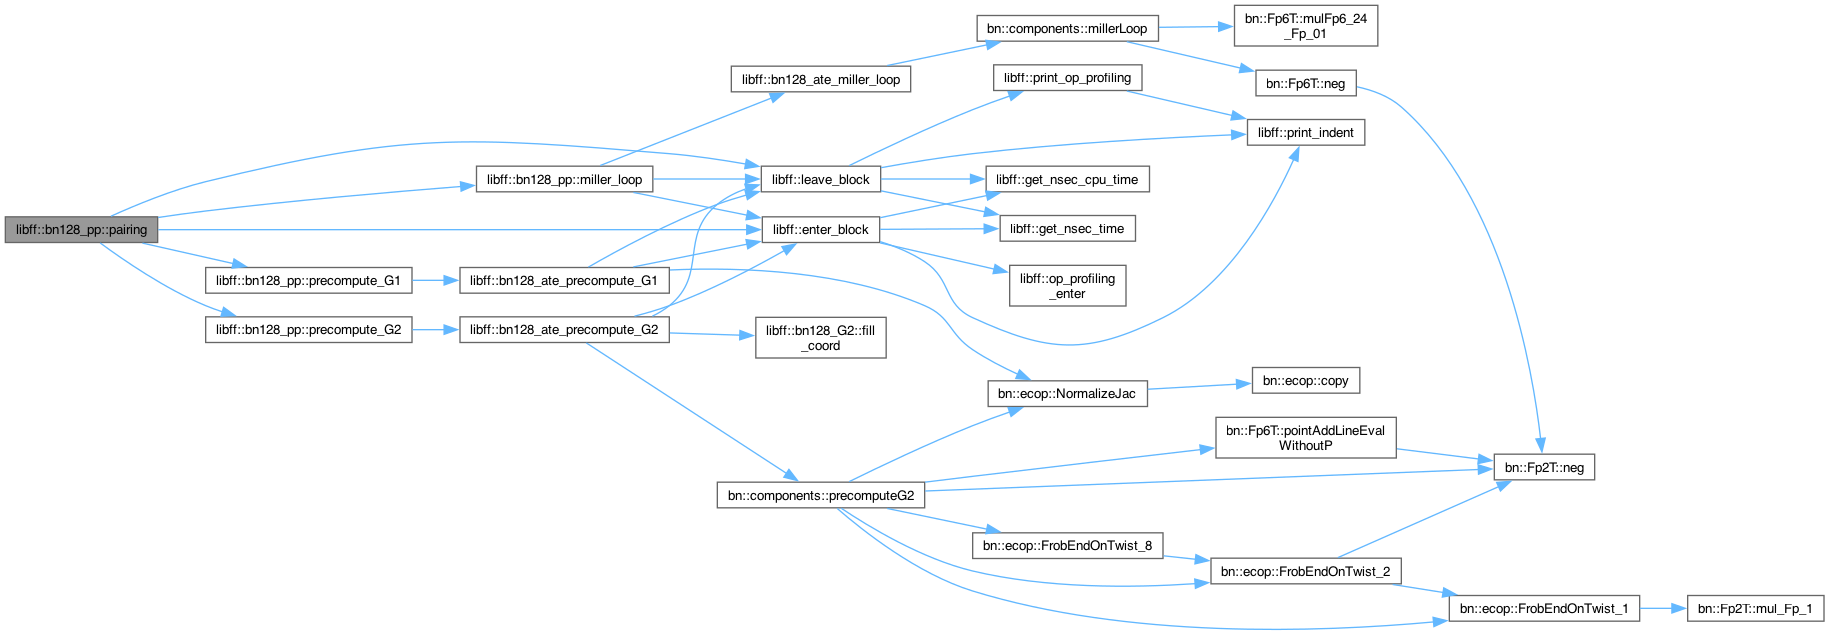 bn::components::millerLoop
bn::Fp6T::mulFp6_24
_Fp_01
libff::bn128_ate_miller_loop
libff::print_op_profiling
bn::Fp6T::neg
libff::print_indent
libff::bn128_pp::miller_loop
libff::leave_block
libff::get_nsec_cpu_time
libff::bn128_pp::pairing
libff::enter_block
libff::get_nsec_time
libff::bn128_pp::precompute_G1
libff::bn128_ate_precompute_G1
libff::op_profiling
_enter
libff::bn128_pp::precompute_G2
libff::bn128_ate_precompute_G2
libff::bn128_G2::fill
_coord
bn::ecop::NormalizeJac
bn::ecop::copy
bn::Fp6T::pointAddLineEval
WithoutP
bn::Fp2T::neg
bn::components::precomputeG2
bn::ecop::FrobEndOnTwist_8
bn::ecop::FrobEndOnTwist_2
bn::ecop::FrobEndOnTwist_1
bn::Fp2T::mul_Fp_1